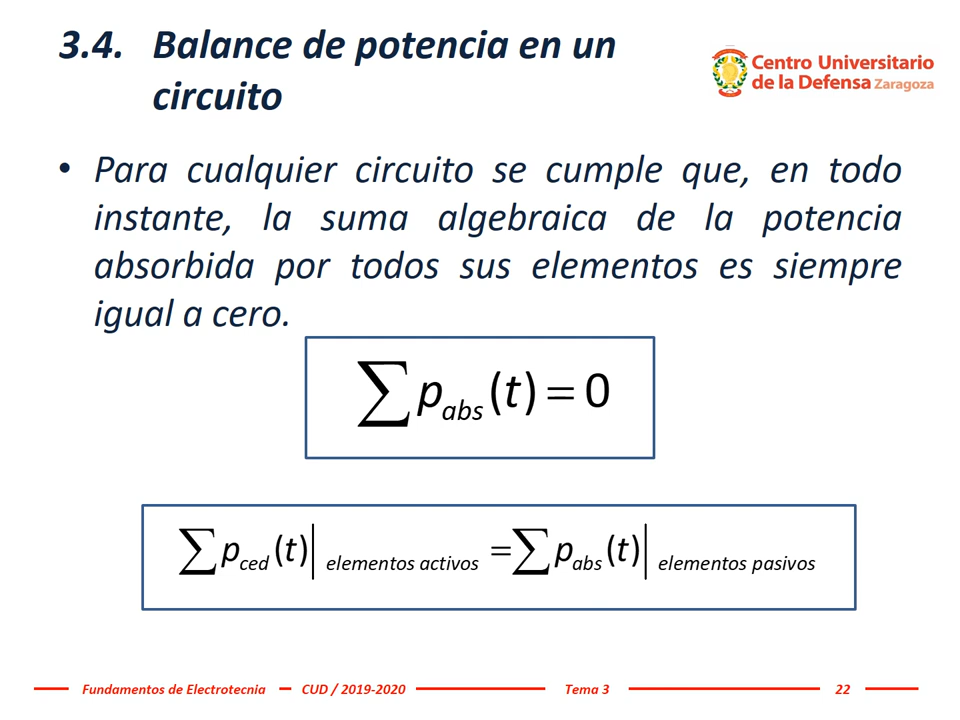 3.4. Balance de potencia en un
circuito
Centro Universitario
de la Defensa Zaragoza
• Para cualquier circuito se cumple que, en todo
instante, la suma algebraica de la potencia
absorbida por todos sus elementos es siempre
igual a cero.
∑ p_abs (t) = 0
∑ p_ced (t)| elementos activos = ∑ p_abs (t)| elementos pasivos
Fundamentos de Electrotecnia – CUD / 2019-2020 Tema 3 22